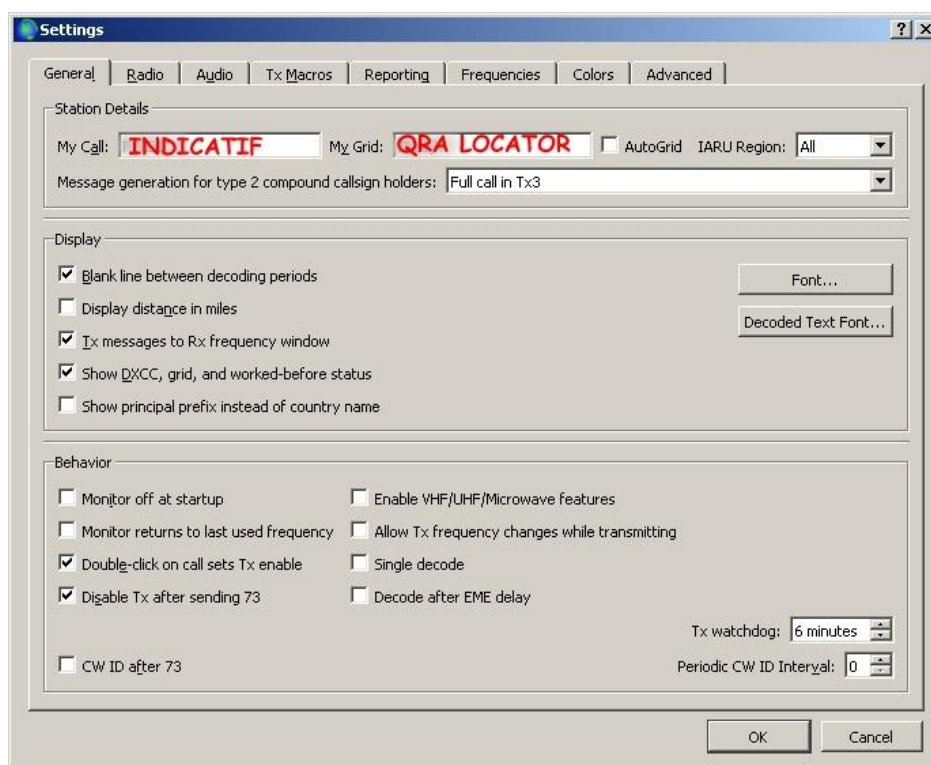 Settings
General Radio Audio Tx Macros Reporting Frequencies Colors Advanced
Station Details
My Call: INDICATIF My Grid: QRA LOCATOR AutoGrid IARU Region: All
Message generation for type 2 compound callsign holders: Full call in Tx3
Display
Blank line between decoding periods
Font...
Display distance in miles
Decoded Text Font...
Tx messages to Rx frequency window
Show DXCC, grid, and worked-before status
Show principal prefix instead of country name
Behavior
Monitor off at startup Enable VHF/UHF/Microwave features
Monitor returns to last used frequency Allow Tx frequency changes while transmitting
Double-click on call sets Tx enable Single decode
Disable Tx after sending 73 Decode after EME delay
Tx watchdog: 6 minutes
CW ID after 73 Periodic CW ID Interval: 0
OK Cancel